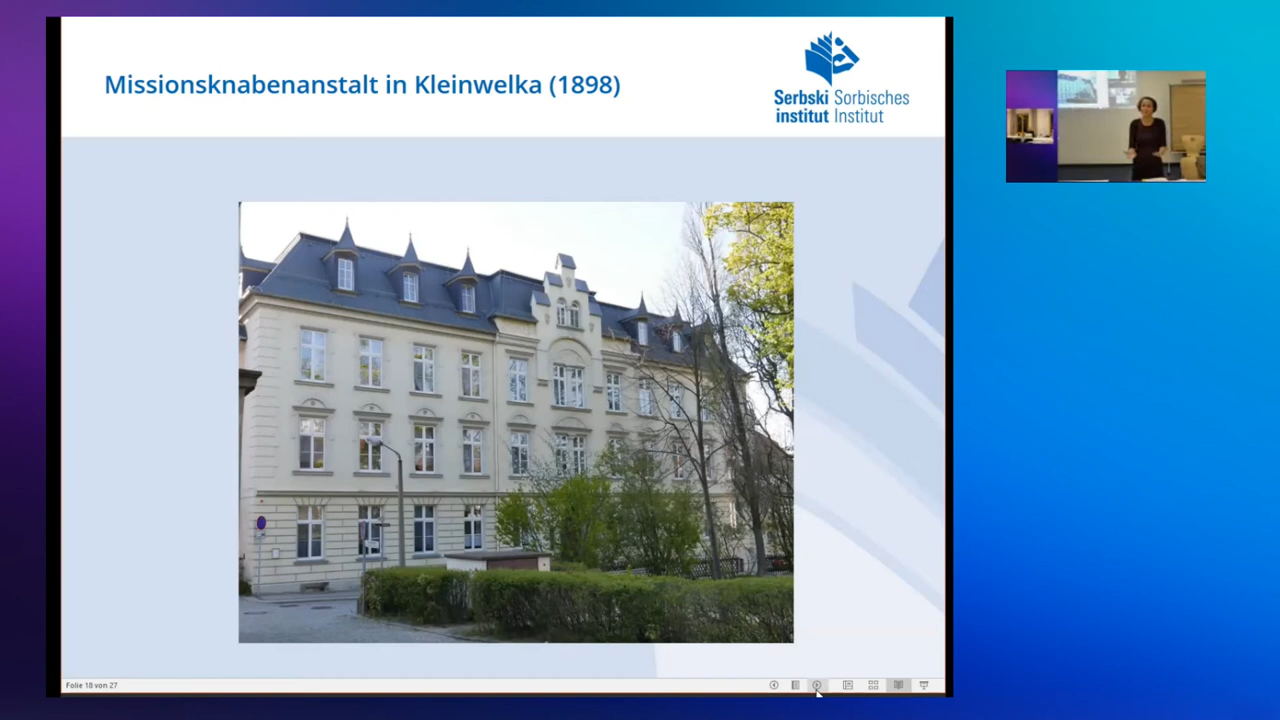 Missionsknabenanstalt in Kleinwelka (1898)
Serbski Sorbisches
institut Institut
Folie 18 von 27